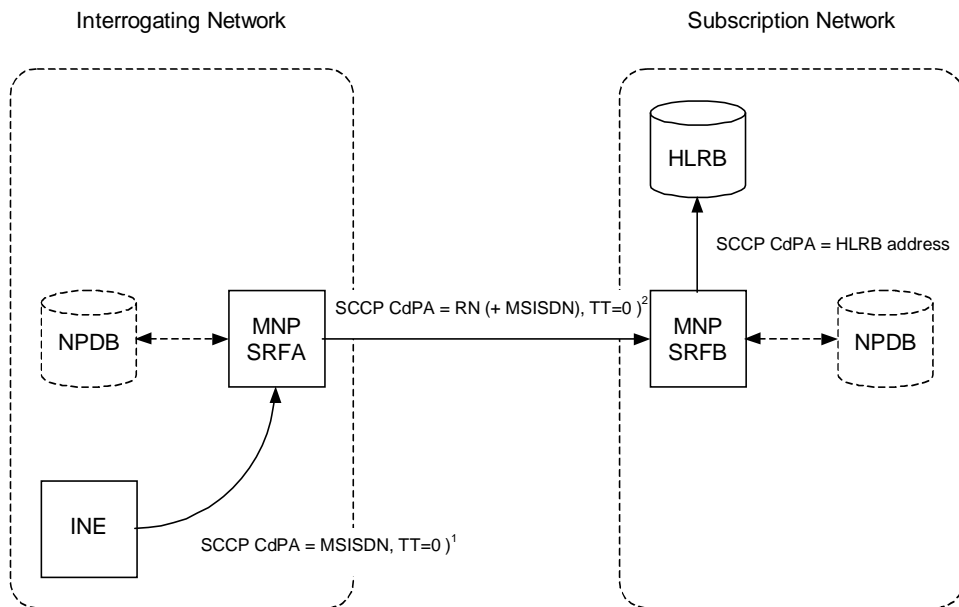 Interrogating Network
Subscription Network
HLRB
SCCP CdPA = HLRB address
SCCP CdPA = RN (+ MSISDN), TT=0 )²
NPDB
MNP
SRFA
MNP
SRFB
NPDB
INE
SCCP CdPA = MSISDN, TT=0 )¹